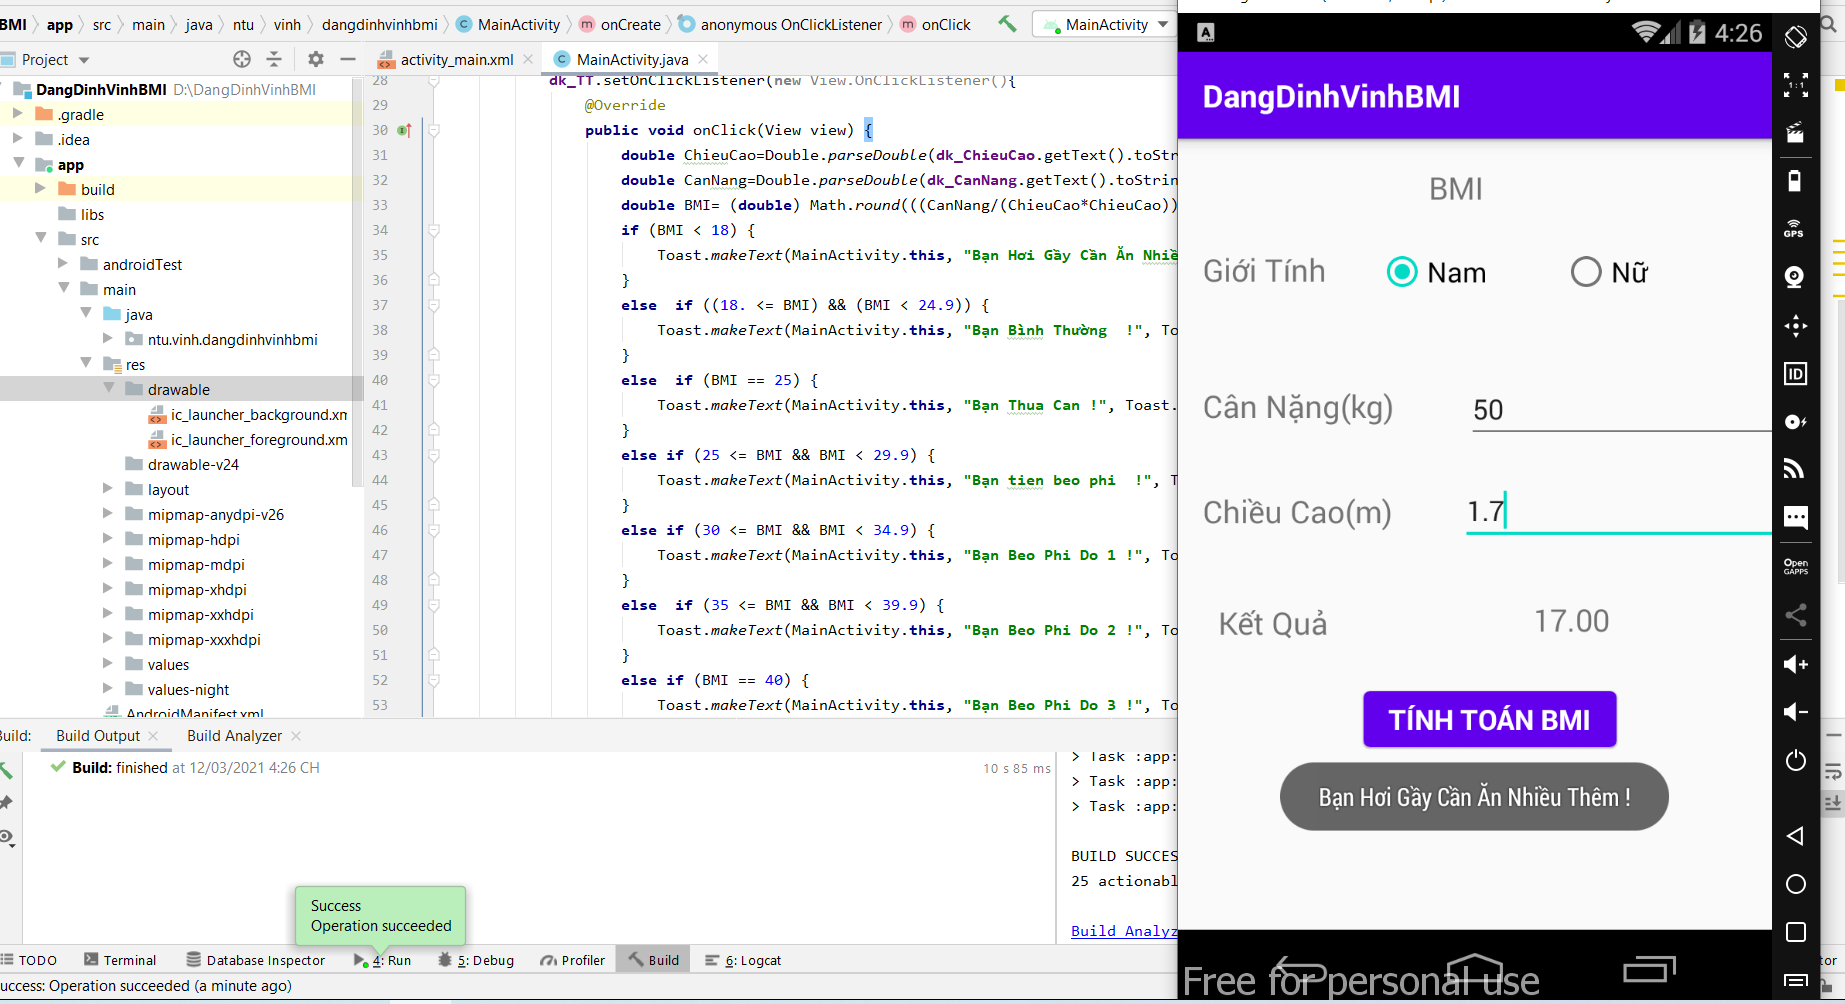 BMI app src main java ntu vinh dangdinhvinhbmi MainActivity onCreate anonymous OnClickListener onClick MainActivity
Project
activity_main.xml MainActivity.java
DangDinhVinhBMI D:\DangDinhVinhBMI
.gradle
.idea
app
build
libs
src
androidTest
main
java
ntu.vinh.dangdinhvinhbmi
res
drawable
ic_launcher_background.xm
ic_launcher_foreground.xm
drawable-v24
layout
mipmap-anydpi-v26
mipmap-hdpi
mipmap-mdpi
mipmap-xhdpi
mipmap-xxhdpi
mipmap-xxxhdpi
values
values-night
AndroidManifest.xml
28 dk_TT.setOnClickListener(new View.OnClickListener(){
29 @Override
30 public void onClick(View view) {
31 double ChieuCao=Double.parseDouble(dk_ChieuCao.getText().toStrin
32 double CanNang=Double.parseDouble(dk_CanNang.getText().toString
33 double BMI= (double) Math.round(((CanNang/(ChieuCao*ChieuCao))
34 if (BMI < 18) {
35 Toast.makeText(MainActivity.this, "Bạn Hơi Gầy Cần Ăn Nhiề
36 }
37 else if ((18. <= BMI) && (BMI < 24.9)) {
38 Toast.makeText(MainActivity.this, "Bạn Bình Thường !", To
39 }
40 else if (BMI == 25) {
41 Toast.makeText(MainActivity.this, "Bạn Thua Can !", Toast.
42 }
43 else if (25 <= BMI && BMI < 29.9) {
44 Toast.makeText(MainActivity.this, "Bạn tien beo phi !", T
45 }
46 else if (30 <= BMI && BMI < 34.9) {
47 Toast.makeText(MainActivity.this, "Bạn Beo Phi Do 1 !", To
48 }
49 else if (35 <= BMI && BMI < 39.9) {
50 Toast.makeText(MainActivity.this, "Bạn Beo Phi Do 2 !", To
51 }
52 else if (BMI == 40) {
53 Toast.makeText(MainActivity.this, "Bạn Beo Phi Do 3 !", To
Build: Build Output Build Analyzer
Build: finished at 12/03/2021 4:26 CH 10 s 85 ms
> Task :app:
> Task :app:
> Task :app:
BUILD SUCCES
25 actionabl
Build Analyz
Success
Operation succeeded
TODO Terminal Database Inspector 4: Run 5: Debug Profiler Build 6: Logcat
uccess: Operation succeeded (a minute ago)
A 4:26
DangDinhVinhBMI
BMI
Giới Tính Nam Nữ
Cân Nặng(kg) 50
Chiều Cao(m) 1.7
Kết Quả 17.00
TÍNH TOÁN BMI
Bạn Hơi Gầy Cần Ăn Nhiều Thêm !
Free for personal use
1:1
GPS
ID
Open
GAPPS
tor